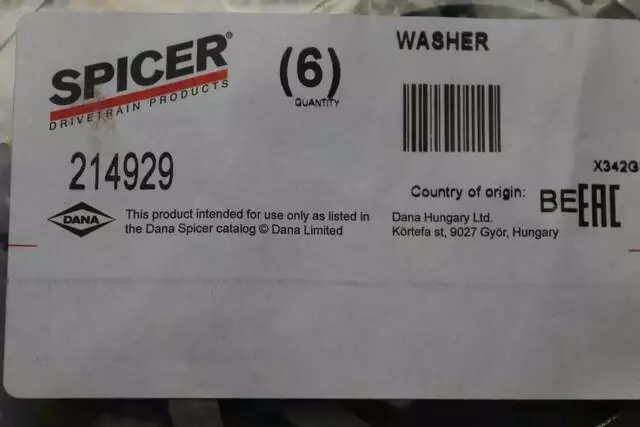 SPICER®
DRIVETRAIN PRODUCTS
(6)
QUANTITY
WASHER
214929
X342G
Country of origin: BE
EAC
DANA
This product intended for use only as listed in
the Dana Spicer catalog © Dana Limited
Dana Hungary Ltd.
Körtefa st, 9027 Győr, Hungary